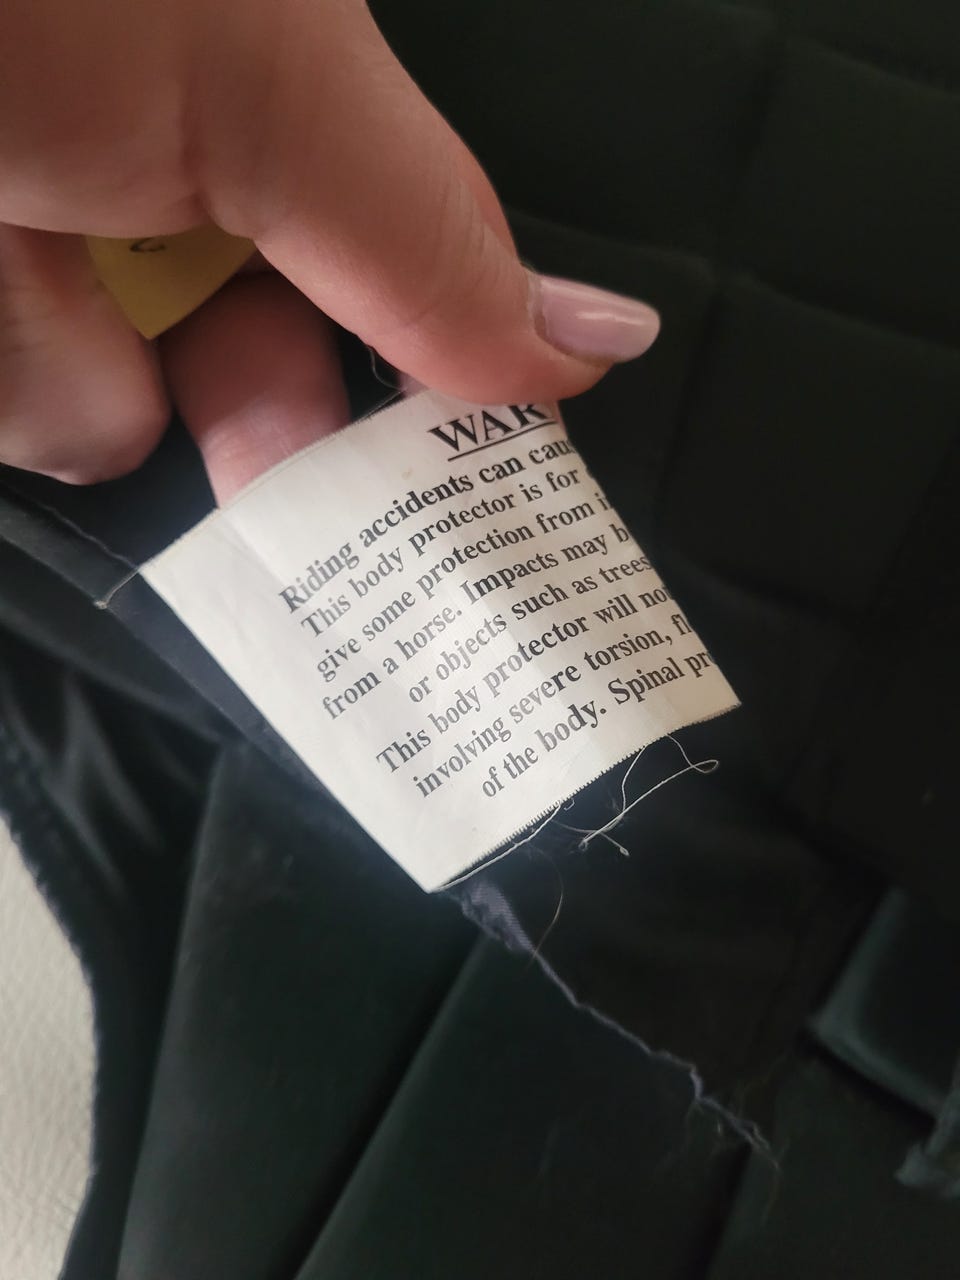 WAR
Riding accidents can cau
This body protector is for
give some protection from i
from a horse. Impacts may b
or objects such as trees
This body protector will no
involving severe torsion, fl
of the body. Spinal pr